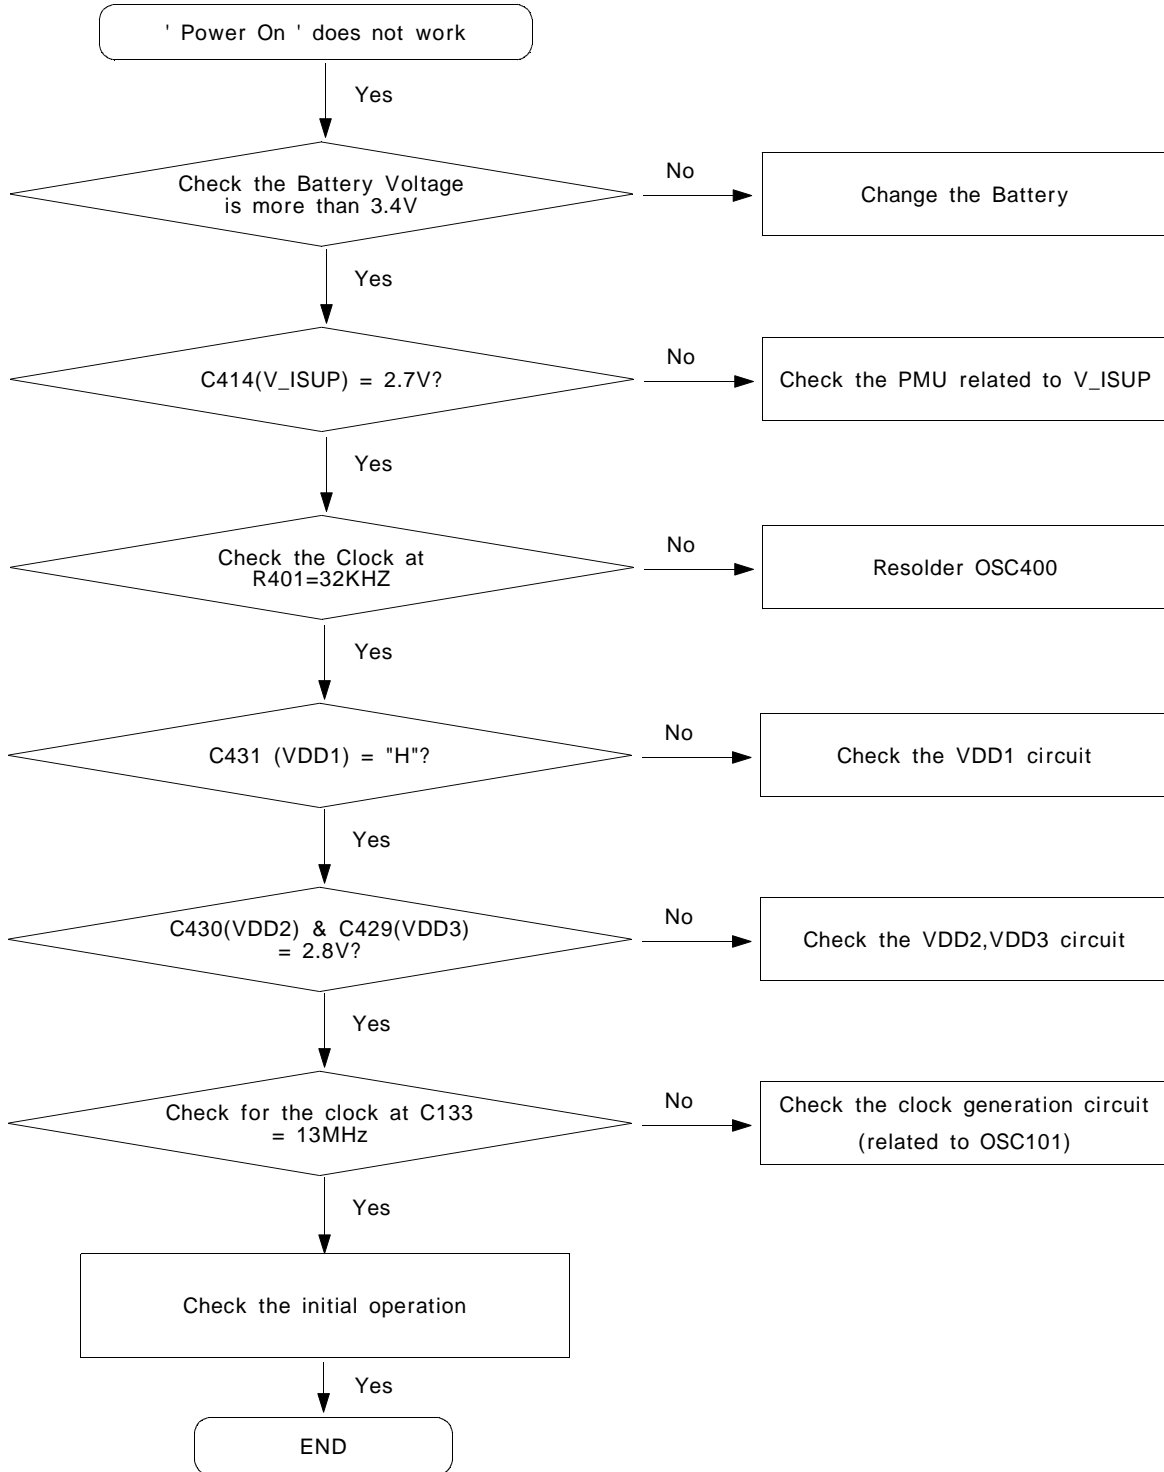 ' Power On ' does not work
Yes
Check the Battery Voltage
is more than 3.4V
No
Change the Battery
Yes
C414(V_ISUP) = 2.7V?
No
Check the PMU related to V_ISUP
Yes
Check the Clock at
R401=32KHZ
No
Resolder OSC400
Yes
C431 (VDD1) = "H"?
No
Check the VDD1 circuit
Yes
C430(VDD2) & C429(VDD3)
= 2.8V?
No
Check the VDD2,VDD3 circuit
Yes
Check for the clock at C133
= 13MHz
No
Check the clock generation circuit
(related to OSC101)
Yes
Check the initial operation
Yes
END